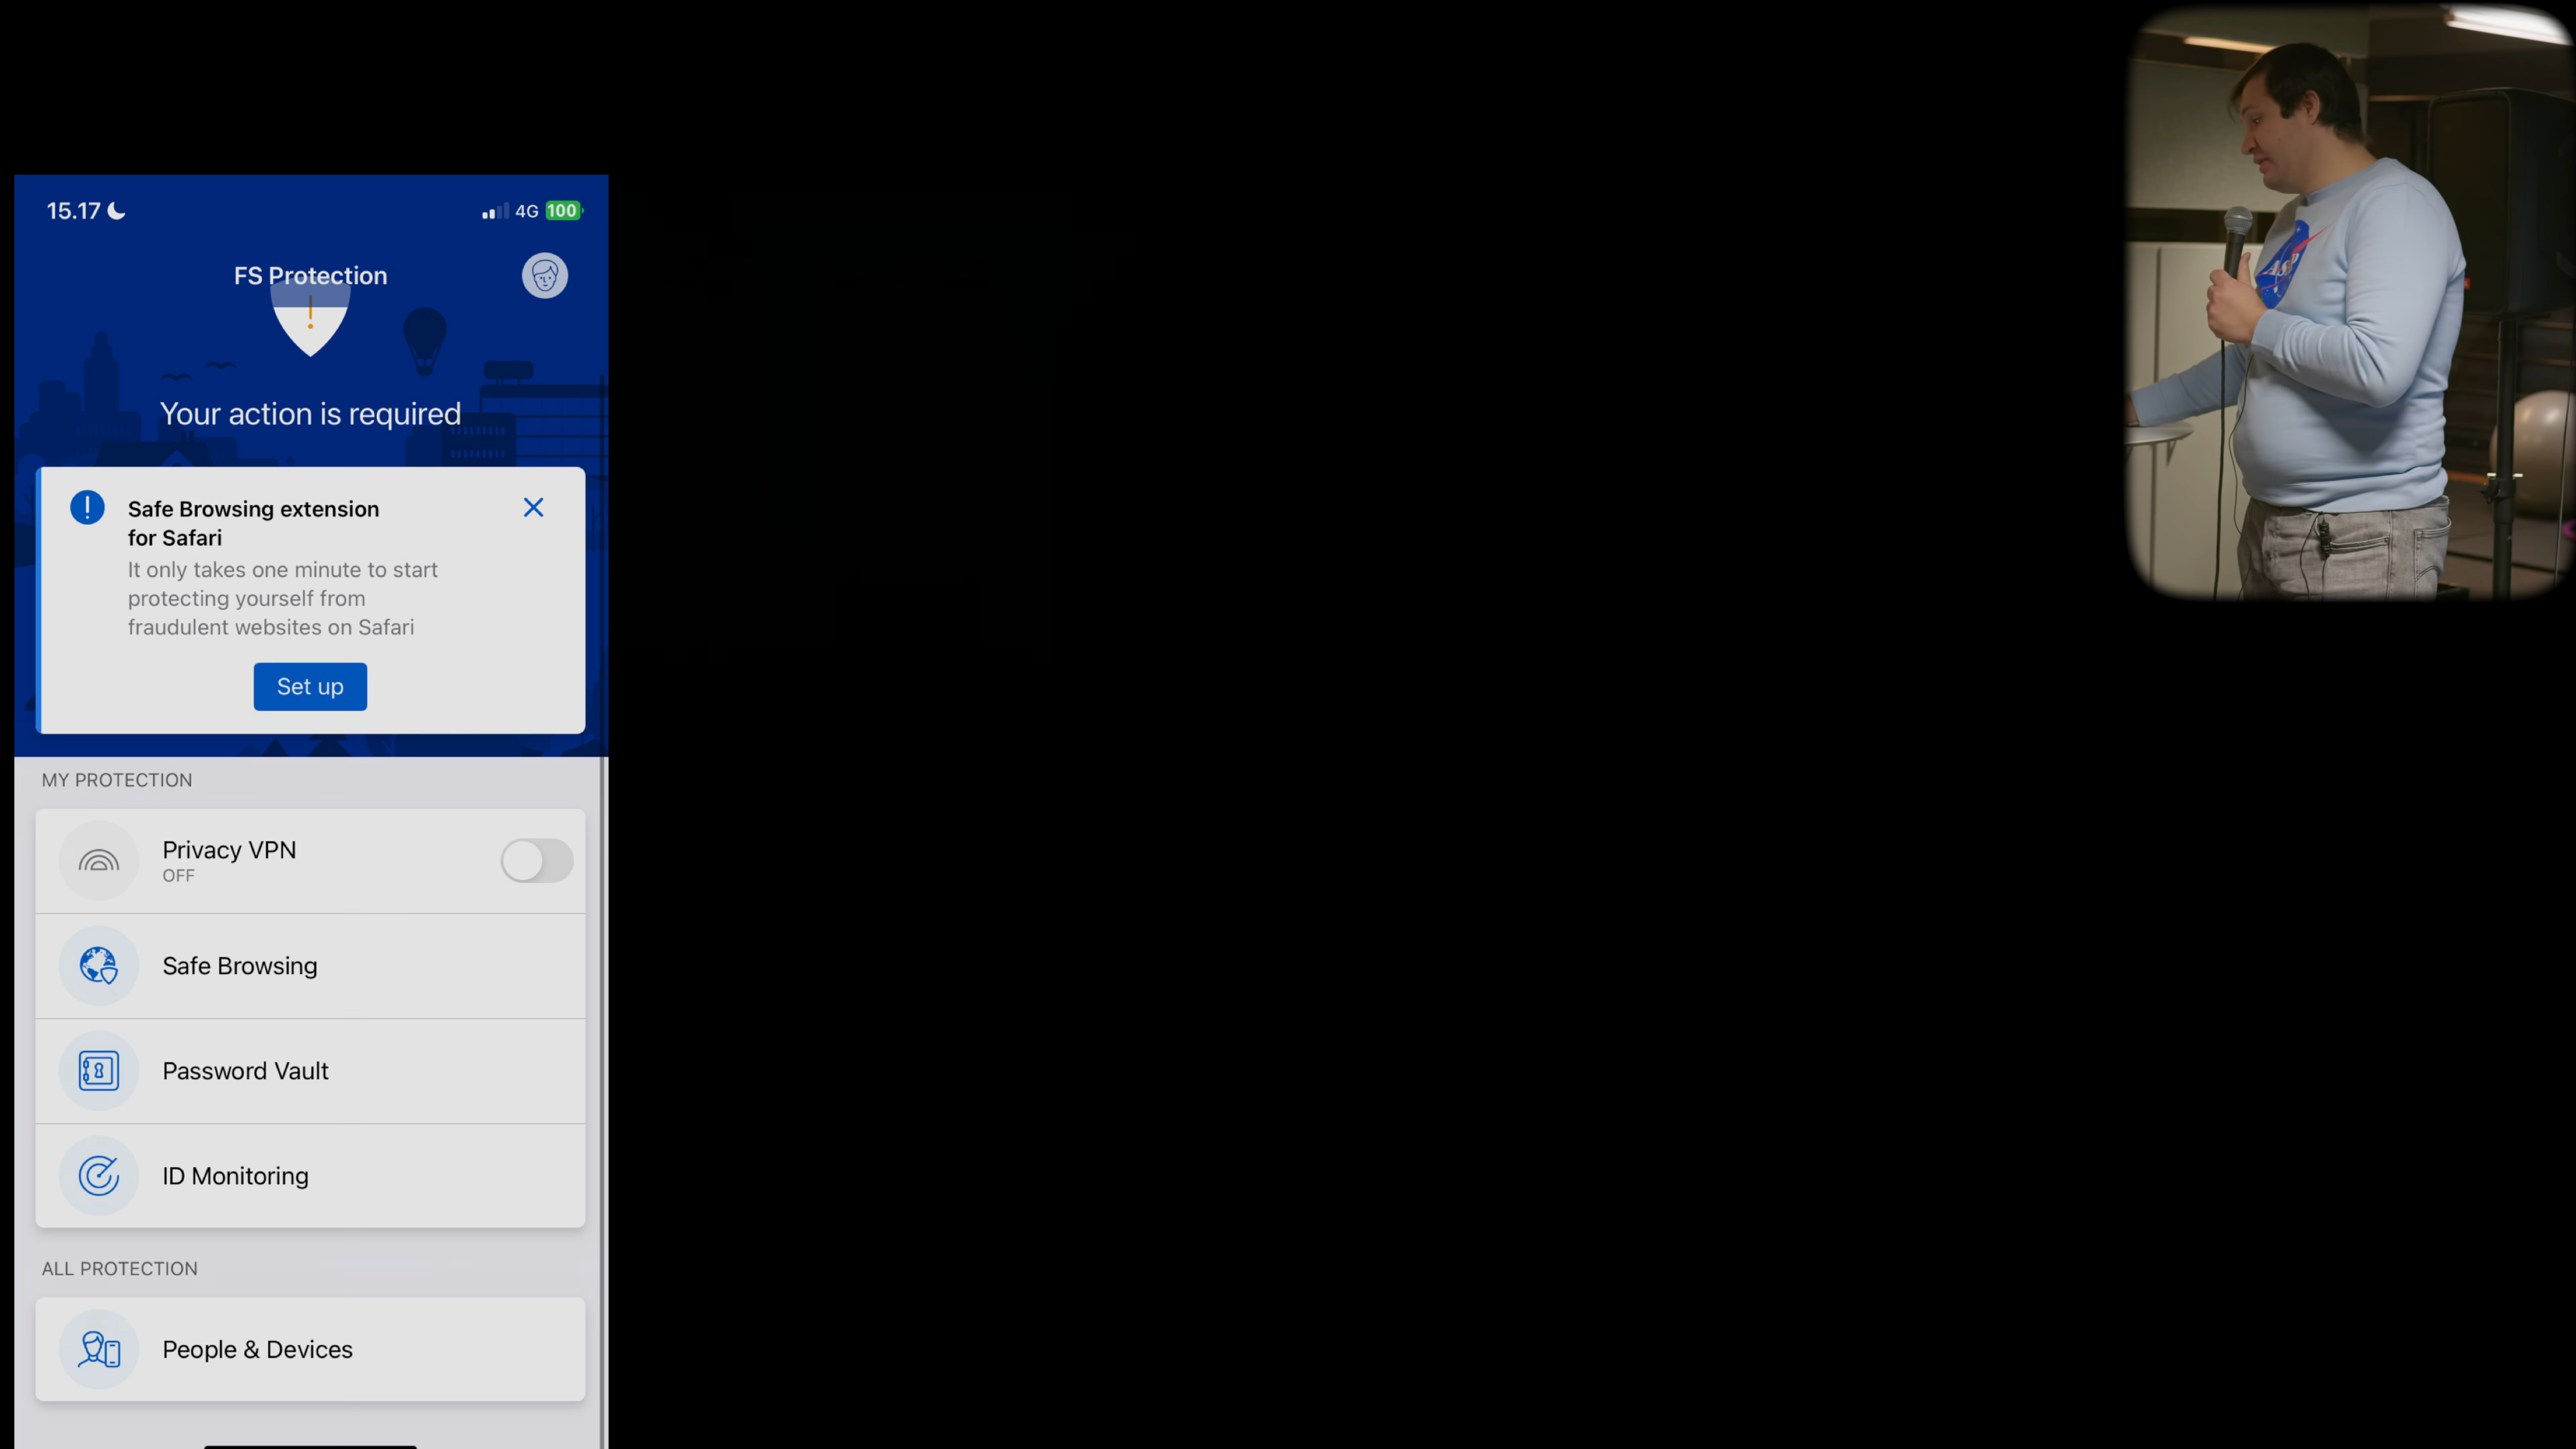 15.17
4G 100
FS Protection
Your action is required
Safe Browsing extension
for Safari
It only takes one minute to start
protecting yourself from
fraudulent websites on Safari
Set up
MY PROTECTION
Privacy VPN
OFF
Safe Browsing
Password Vault
ID Monitoring
ALL PROTECTION
People & Devices